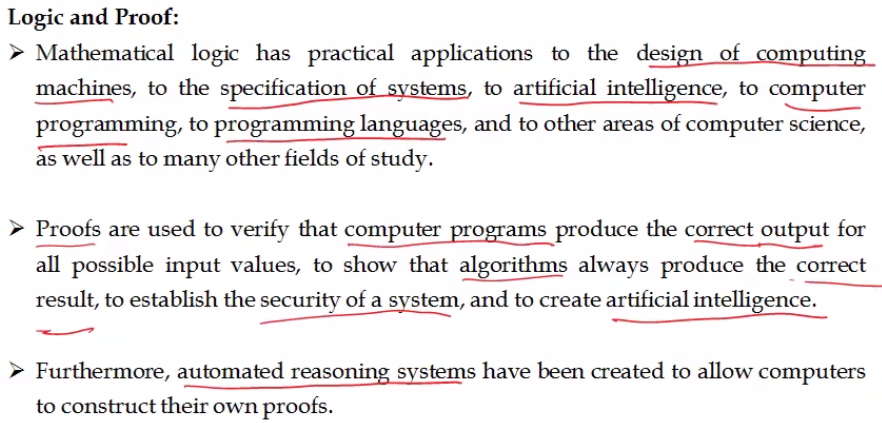 Logic and Proof:
➢ Mathematical logic has practical applications to the design of computing
machines, to the specification of systems, to artificial intelligence, to computer
programming, to programming languages, and to other areas of computer science,
as well as to many other fields of study.
➢ Proofs are used to verify that computer programs produce the correct output for
all possible input values, to show that algorithms always produce the correct
result, to establish the security of a system, and to create artificial intelligence.
➢ Furthermore, automated reasoning systems have been created to allow computers
to construct their own proofs.